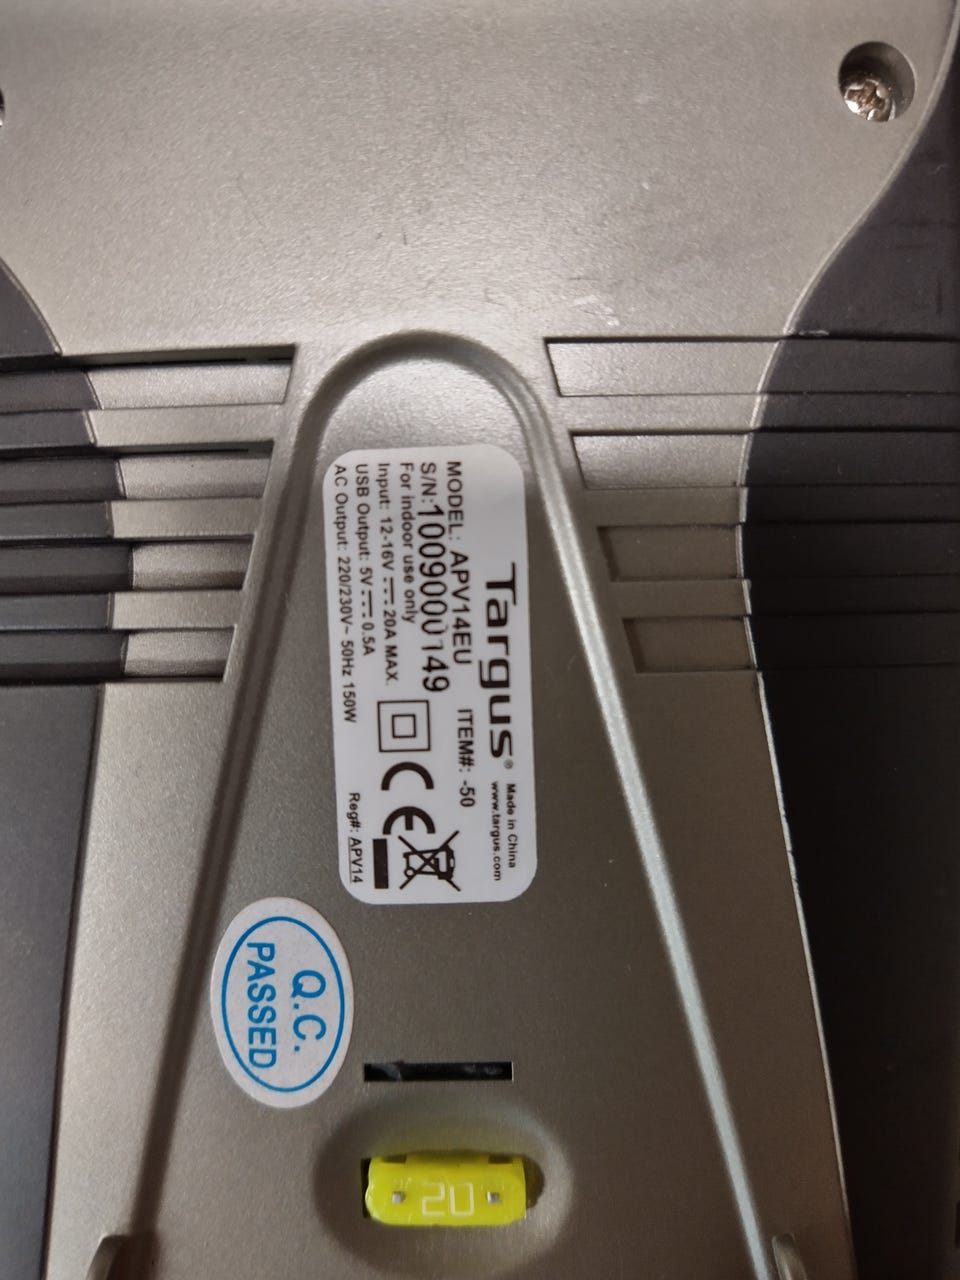 Targus® Made in China
www.targus.com
MODEL: APV14EU ITEM#: -50
S/N:1009000149
For indoor use only
Input: 12-16V ⎓ 20A MAX.
USB Output: 5V ⎓ 0.5A
AC Output: 220/230V~ 50Hz 150W
CE
Reg#: APV14
Q.C.
PASSED
20